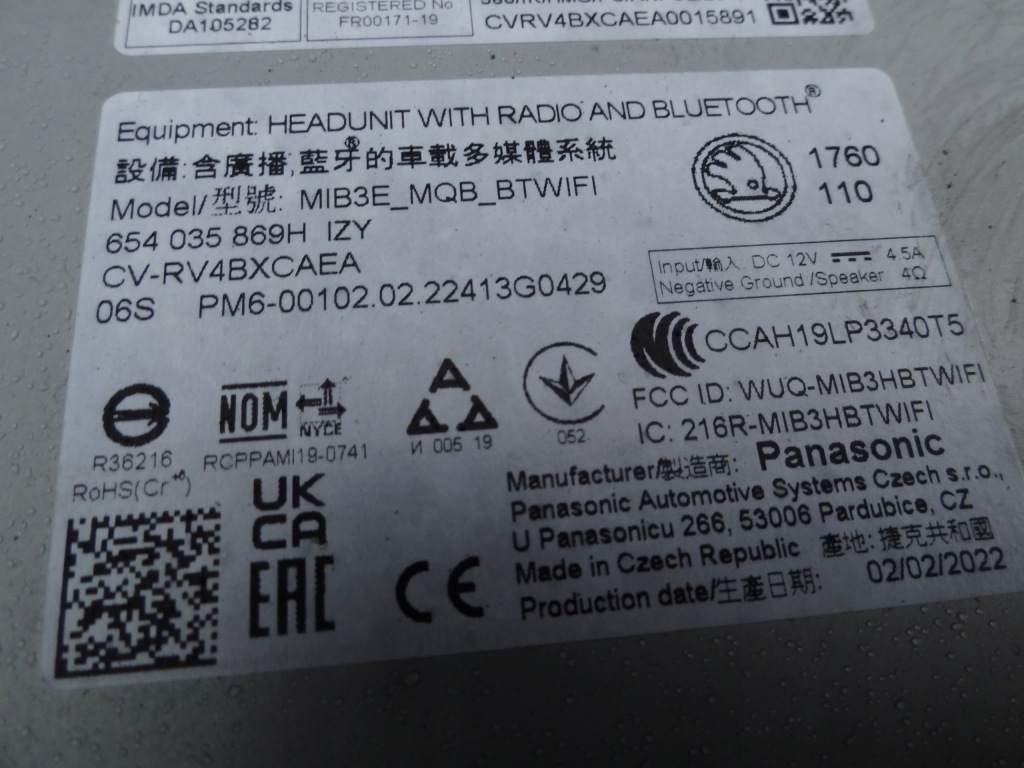 IMDA Standards
DA105282
REGISTERED No
FR00171-19
CVRV4BXCAEA0015891
Equipment: HEADUNIT WITH RADIO AND BLUETOOTH®
設備:含廣播,藍牙®的車載多媒體系統
Model/型號: MIB3E_MQB_BTWIFI
654 035 869H IZY
CV-RV4BXCAEA
06S PM6-00102.02.22413G0429
1760
110
Input/輸入: DC 12V 4.5A
Negative Ground /Speaker 4Ω
CCAH19LP3340T5
FCC ID: WUQ-MIB3HBTWIFI
IC: 216R-MIB3HBTWIFI
R36216
RoHS(Cr+6)
NOM
NYCE
RCPPAMI19-0741
И 005 19
052
UK
CA
EAC
CE
Manufacturer/製造商: Panasonic
Panasonic Automotive Systems Czech s.r.o.,
U Panasonicu 266, 53006 Pardubice, CZ
Made in Czech Republic 產地: 捷克共和國
Production date/生產日期: 02/02/2022